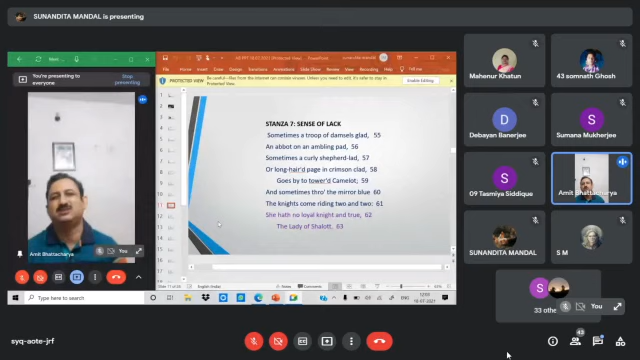 SUNANDITA MANDAL is presenting
You're presenting to everyone
Stop presenting
Amit Bhattacharya
You
PROTECTED VIEW
Enable Editing
STANZA 7: SENSE OF LACK
Sometimes a troop of damsels glad, 55
An abbot on an ambling pad, 56
Sometimes a curly shepherd-lad, 57
Or long-hair'd page in crimson clad, 58
Goes by to tower'd Camelot; 59
And sometimes thro' the mirror blue 60
The knights come riding two and two: 61
She hath no loyal knight and true, 62
The Lady of Shalott. 63
Type here to search
Mahenur Khatun
43 somnath Ghosh
D
Debayan Banerjee
S
Sumana Mukherjee
S
09 Tasmiya Siddique
Amit Bhattacharya
SUNANDITA MANDAL
S M
S
33 othe
You
syq-aote-jrf